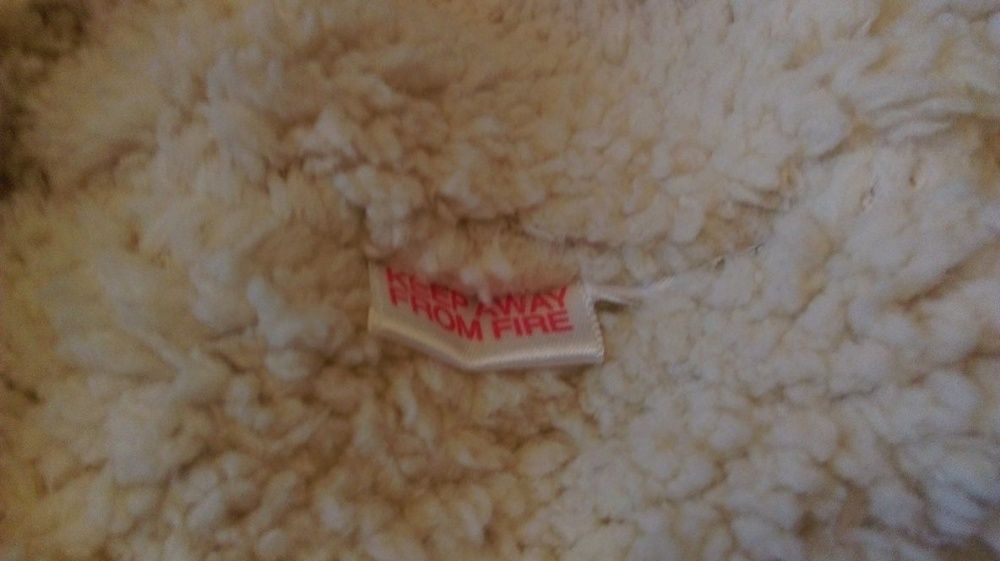 KEEP AWAY
FROM FIRE